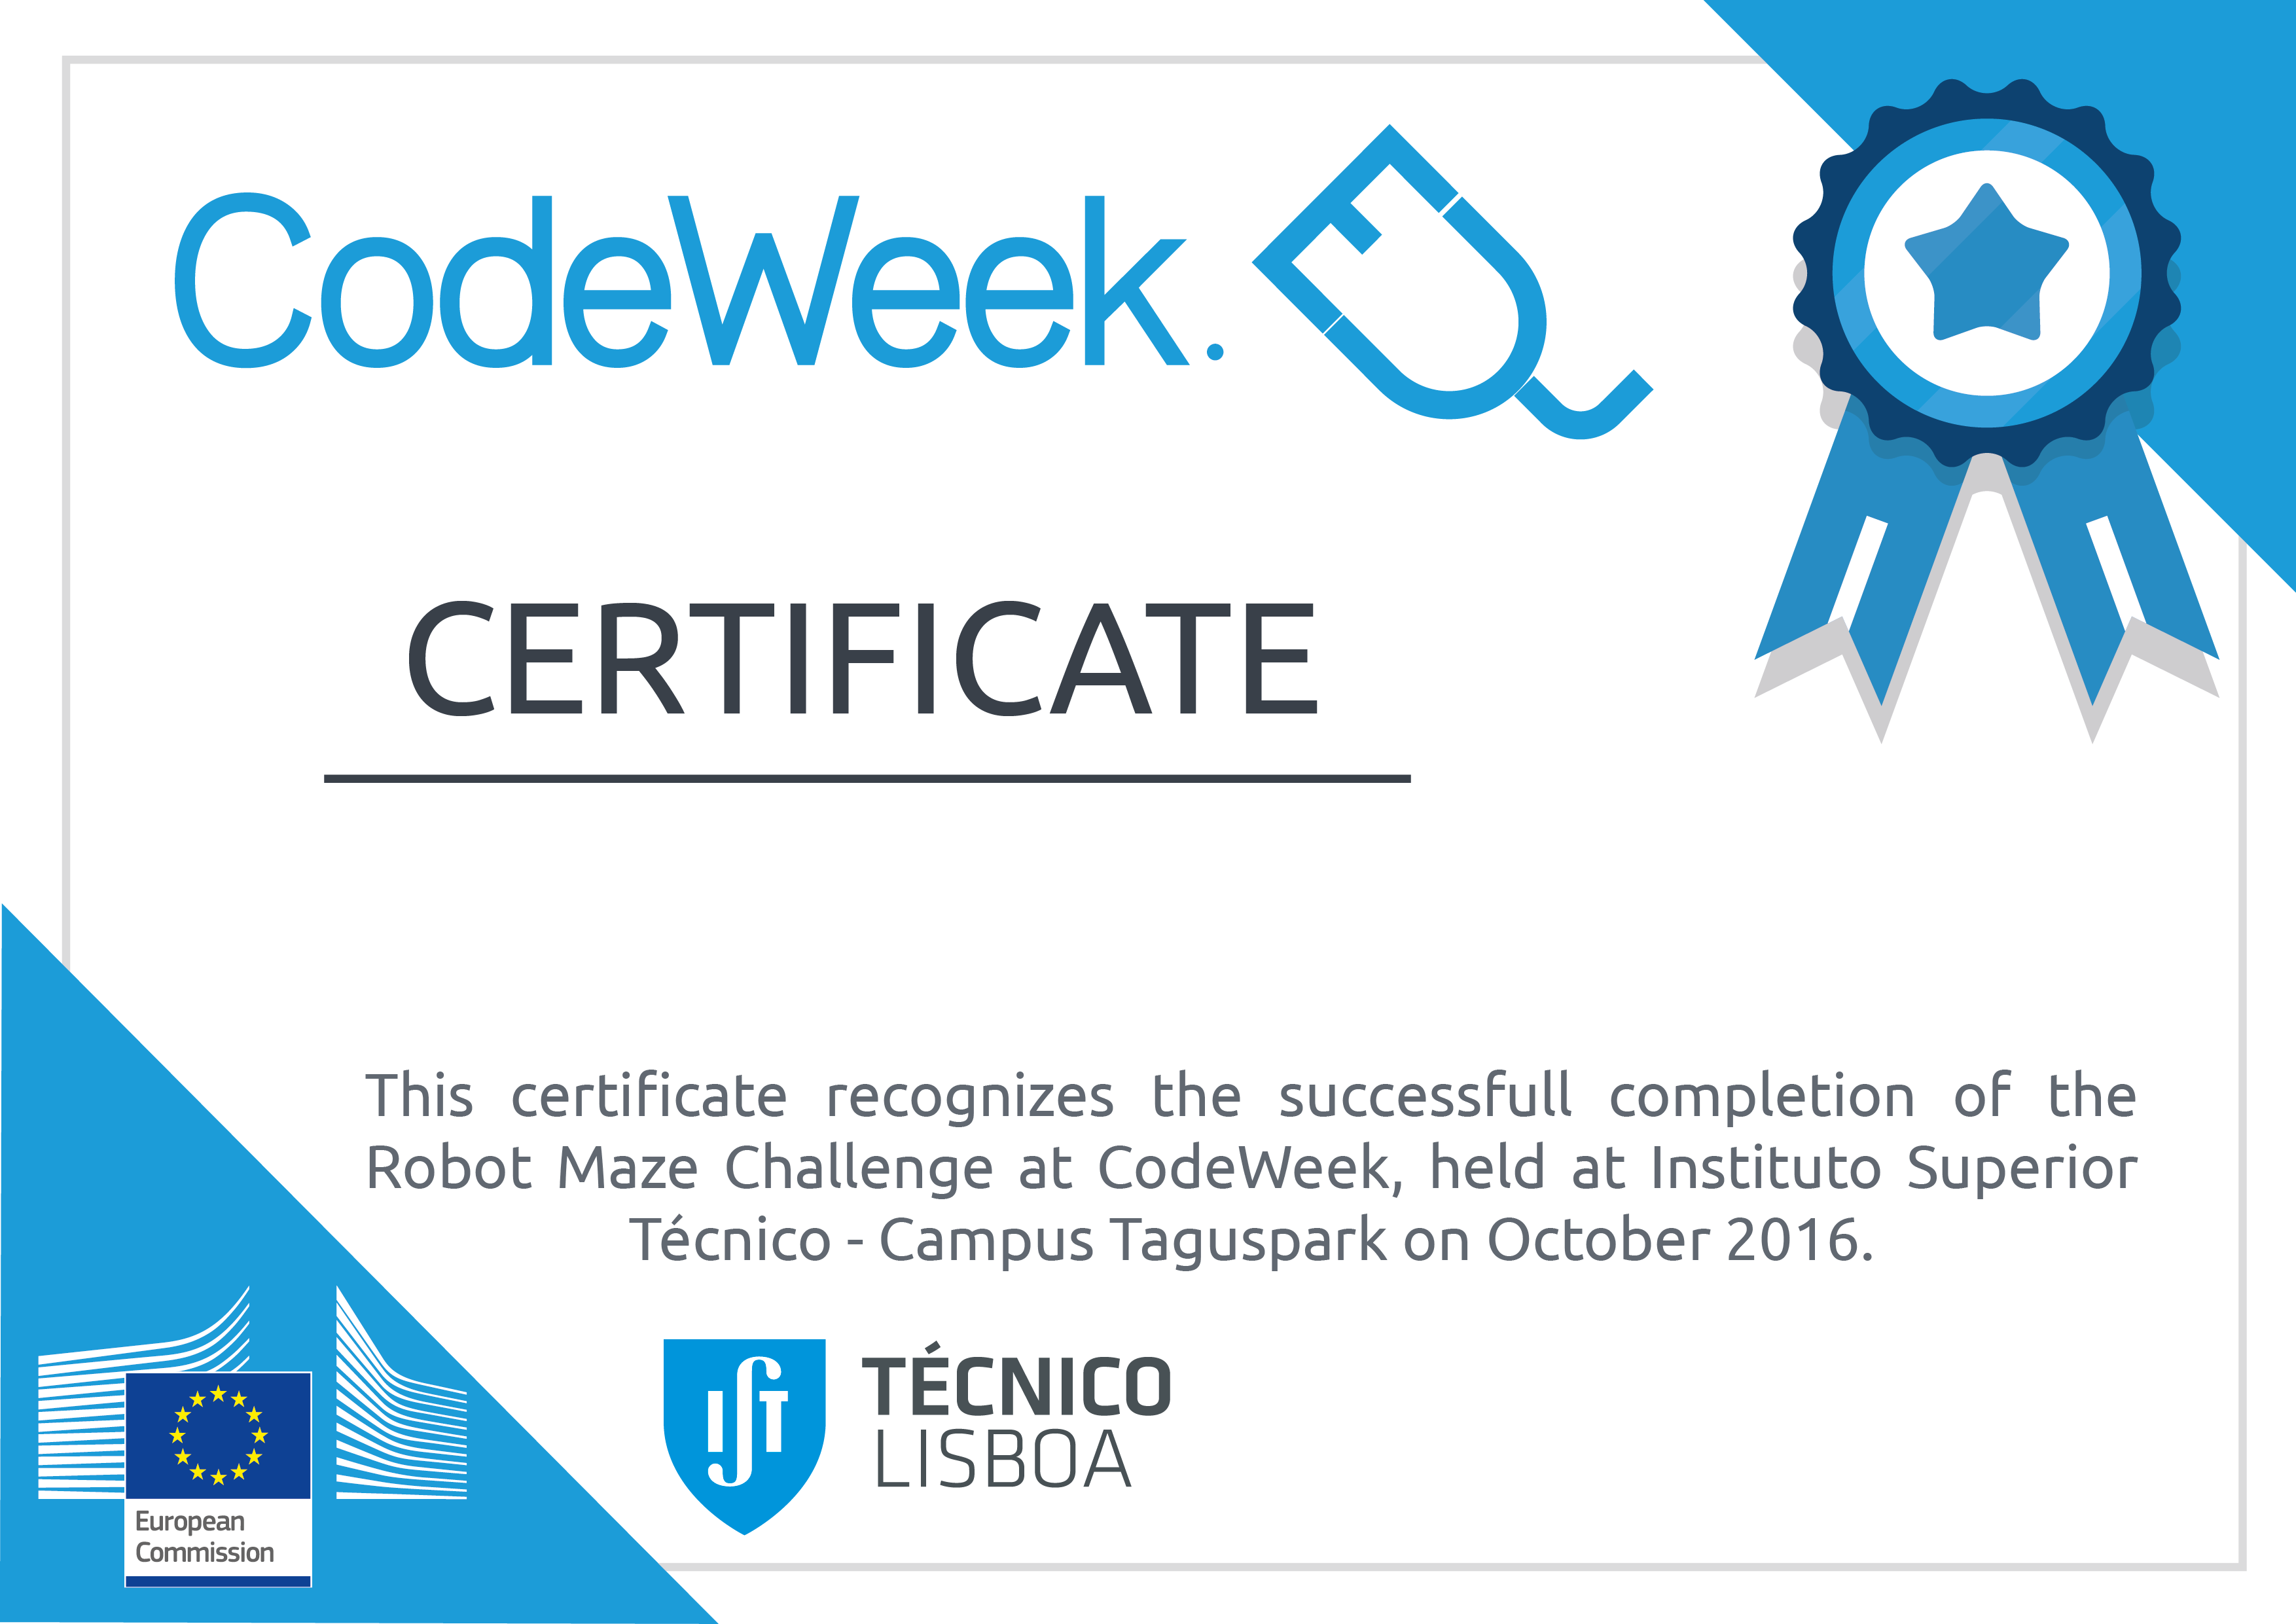 CodeWeek.
CERTIFICATE
This certificate recognizes the successfull completion of the
Robot Maze Challenge at CodeWeek, held at Instituto Superior
Técnico - Campus Taguspark on October 2016.
IST
TÉCNICO
LISBOA
European
Commission